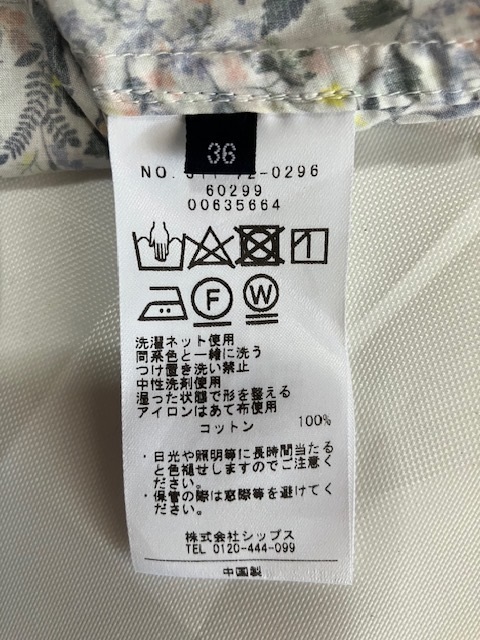 36
NO. 72-0296
60299
00635664
F W
洗濯ネット使用
同系色と一緒に洗う
つけ置き洗い禁止
中性洗剤使用
湿った状態で形を整える
アイロンはあて布使用
コットン 100%
・日光や照明等に長時間当たる
と色褪せしますのでご注意く
ださい。
・保管の際は窓際等を避けてく
ださい。
株式会社シップス
TEL 0120-444-099
中国製